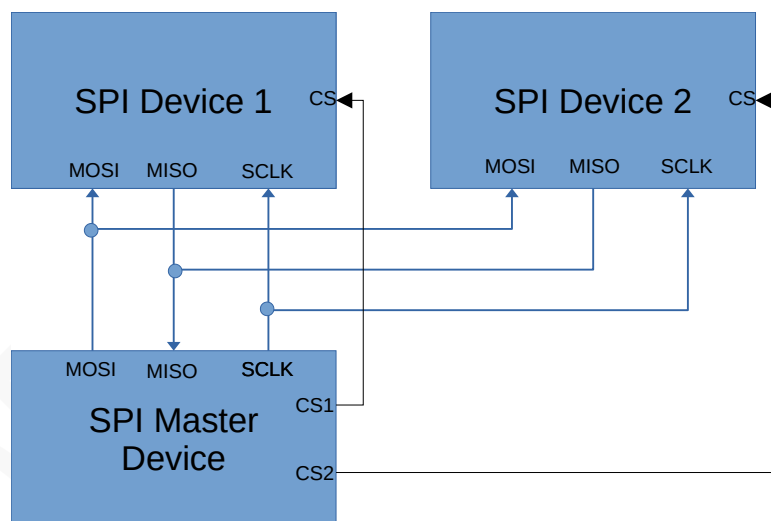 SPI Device 1
CS
MOSI MISO SCLK
SPI Device 2
CS
MOSI MISO SCLK
MOSI MISO SCLK
CS1
SPI Master
Device
CS2